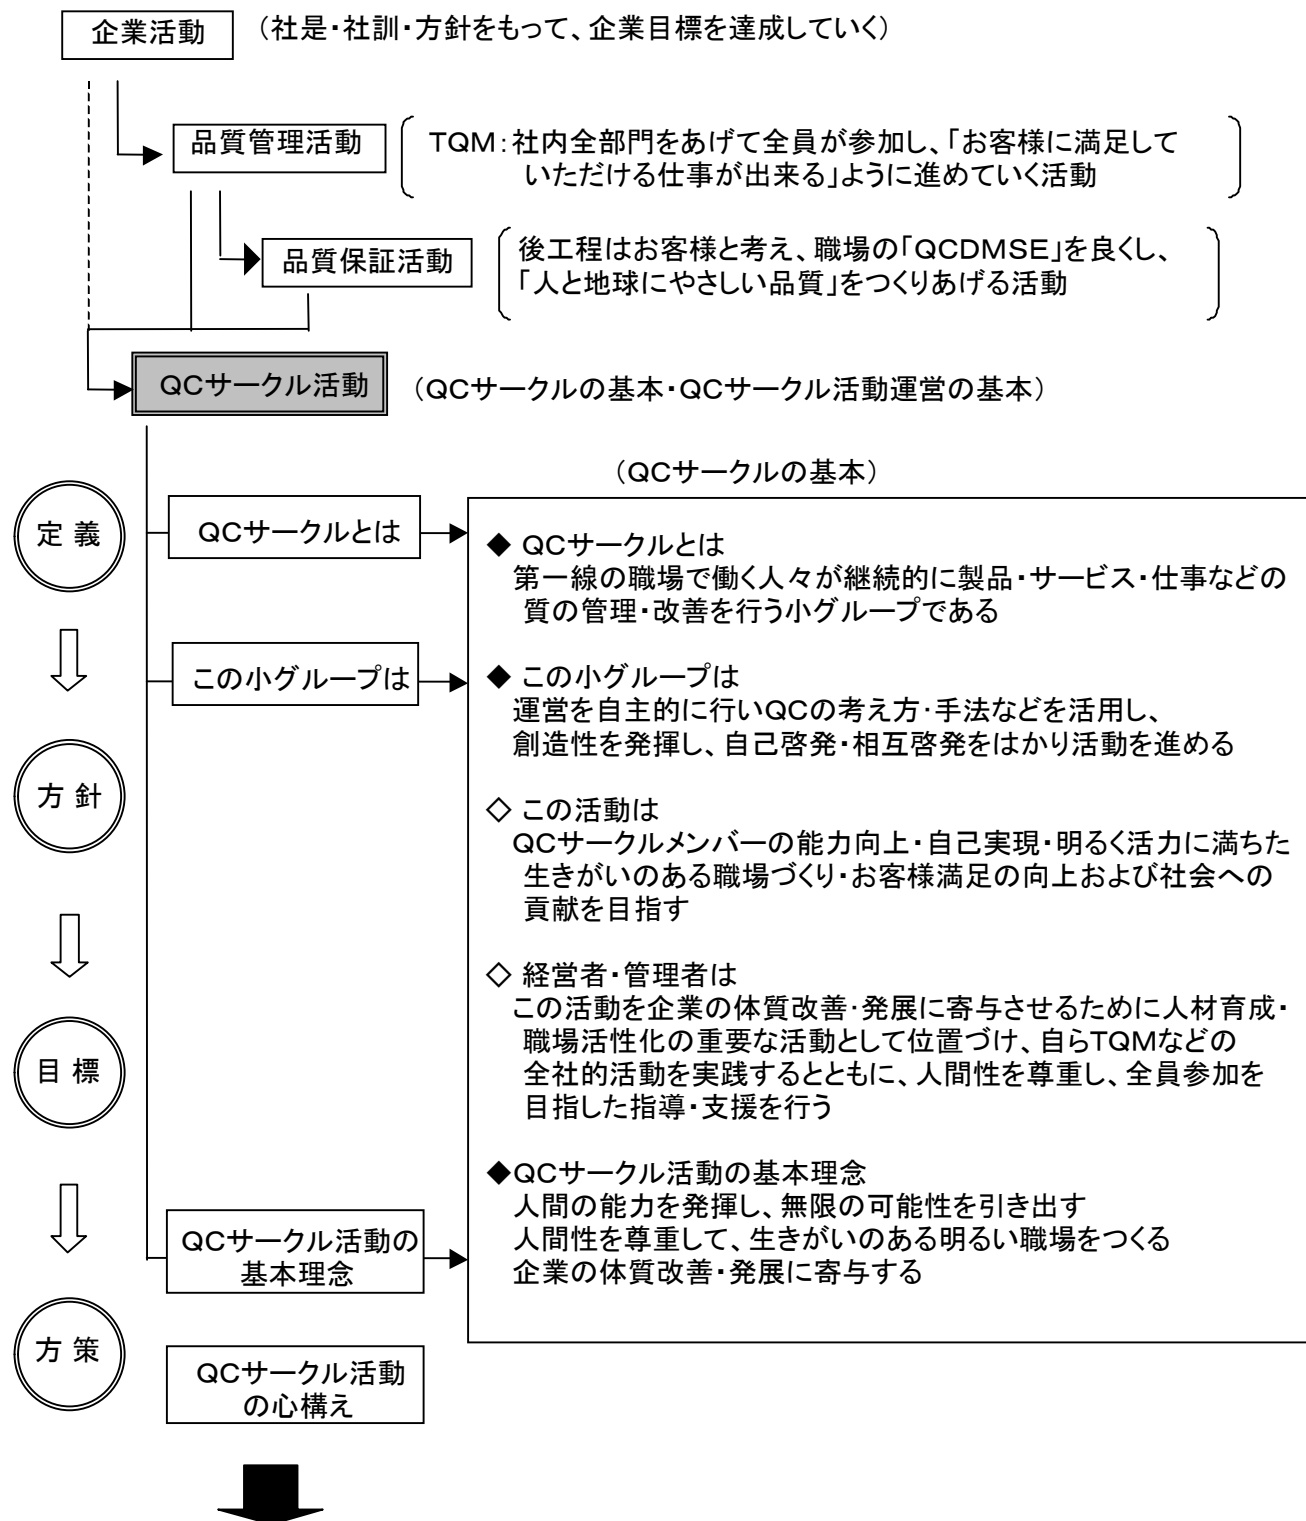 企業活動
（社是・社訓・方針をもって、企業目標を達成していく）
品質管理活動
TQM：社内全部門をあげて全員が参加し、「お客様に満足して
いただける仕事が出来る」ように進めていく活動
品質保証活動
後工程はお客様と考え、職場の「QCDMSE」を良くし、
「人と地球にやさしい品質」をつくりあげる活動
QCサークル活動
（QCサークルの基本・QCサークル活動運営の基本）
（QCサークルの基本）
定 義
QCサークルとは
◆ QCサークルとは
第一線の職場で働く人々が継続的に製品・サービス・仕事などの
質の管理・改善を行う小グループである
この小グループは
◆ この小グループは
運営を自主的に行いQCの考え方・手法などを活用し、
創造性を発揮し、自己啓発・相互啓発をはかり活動を進める
方 針
◇ この活動は
QCサークルメンバーの能力向上・自己実現・明るく活力に満ちた
生きがいのある職場づくり・お客様満足の向上および社会への
貢献を目指す
◇ 経営者・管理者は
この活動を企業の体質改善・発展に寄与させるために人材育成・
職場活性化の重要な活動として位置づけ、自らTQMなどの
全社的活動を実践するとともに、人間性を尊重し、全員参加を
目指した指導・支援を行う
目 標
◆QCサークル活動の基本理念
人間の能力を発揮し、無限の可能性を引き出す
人間性を尊重して、生きがいのある明るい職場をつくる
企業の体質改善・発展に寄与する
QCサークル活動の
基本理念
方 策
QCサークル活動
の心構え